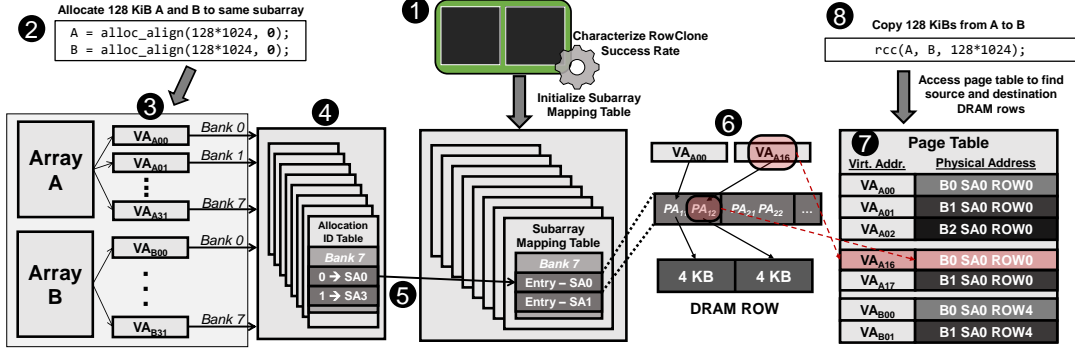 2
Allocate 128 KiB A and B to same subarray
A = alloc_align(128*1024, 0);
B = alloc_align(128*1024, 0);
1
Characterize RowClone
Success Rate
Initialize Subarray
Mapping Table
8
Copy 128 KiBs from A to B
rcc(A, B, 128*1024);
Access page table to find
source and destination
DRAM rows
3
Array
A
VAA00
VAA01
VAA31
Bank 0
Bank 1
Bank 7
Array
B
VAB00
VAB31
Bank 0
Bank 7
4
Allocation
ID Table
Bank 7
0 → SA0
1 → SA3
5
Subarray
Mapping Table
Bank 7
Entry – SA0
Entry – SA1
6
VAA00
VAA16
PA11
PA12
PA21 PA22
...
4 KB
4 KB
DRAM ROW
7
Page Table
Virt. Addr. Physical Address
VAA00 B0 SA0 ROW0
VAA01 B1 SA0 ROW0
VAA02 B2 SA0 ROW0
VAA16 B0 SA0 ROW0
VAA17 B1 SA0 ROW0
VAB00 B0 SA0 ROW4
VAB01 B1 SA0 ROW4